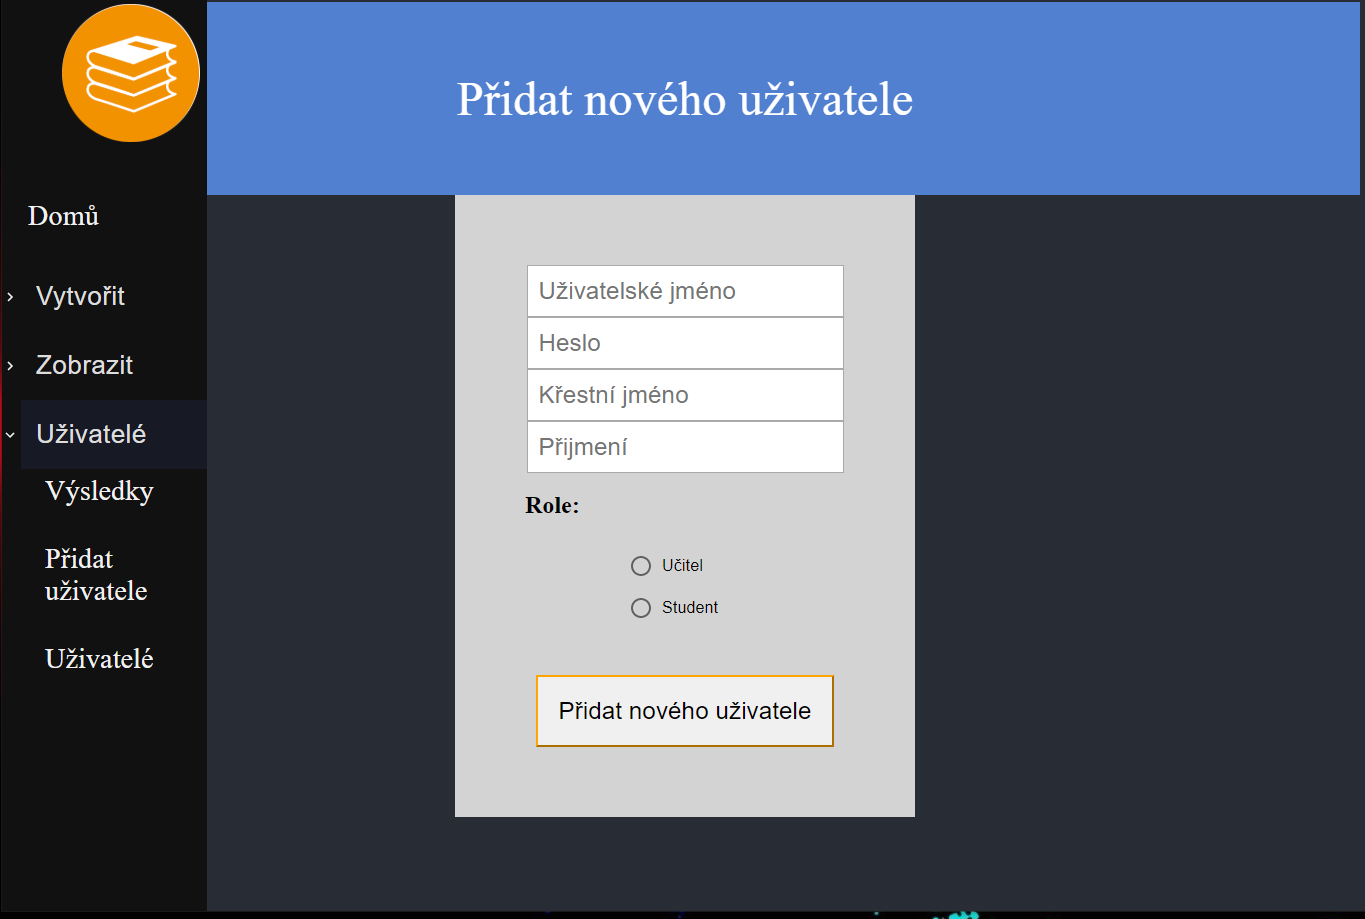 Přidat nového uživatele
Domů
Vytvořit
Zobrazit
Uživatelé
Výsledky
Přidat
uživatele
Uživatelé
Uživatelské jméno
Heslo
Křestní jméno
Přijmení
Role:
Učitel
Student
Přidat nového uživatele